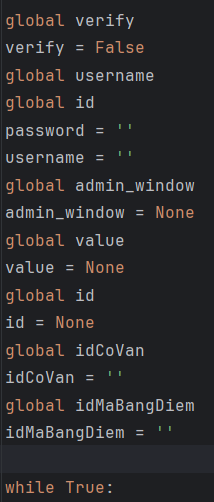 global verify
verify = False
global username
global id
password = ''
username = ''
global admin_window
admin_window = None
global value
value = None
global id
id = None
global idCoVan
idCoVan = ''
global idMaBangDiem
idMaBangDiem = ''
while True: